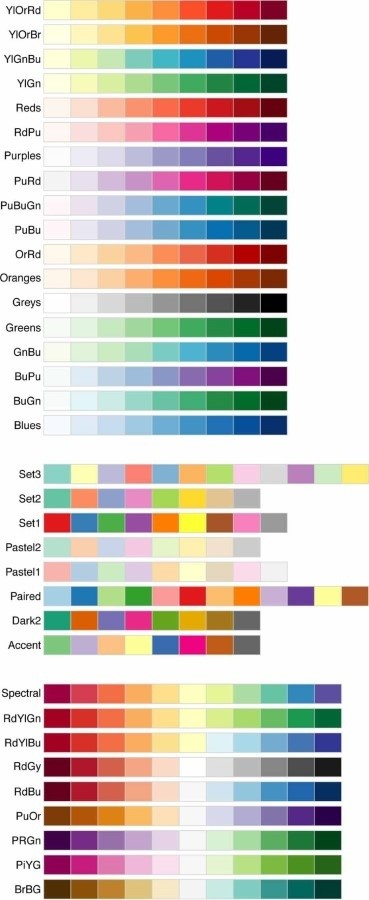 YlOrRd
YlOrBr
YlGnBu
YlGn
Reds
RdPu
Purples
PuRd
PuBuGn
PuBu
OrRd
Oranges
Greys
Greens
GnBu
BuPu
BuGn
Blues
Set3
Set2
Set1
Pastel2
Pastel1
Paired
Dark2
Accent
Spectral
RdYlGn
RdYlBu
RdGy
RdBu
PuOr
PRGn
PiYG
BrBG